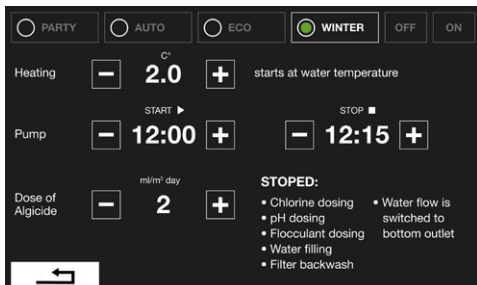 PARTY AUTO ECO WINTER OFF ON
C°
Heating − 2.0 + starts at water temperature
START ▶ STOP ■
Pump − 12:00 + − 12:15 +
ml/m³ day
Dose of
Algicide − 2 +
STOPED:
• Chlorine dosing
• pH dosing
• Flocculant dosing
• Water filling
• Filter backwash
• Water flow is
switched to
bottom outlet